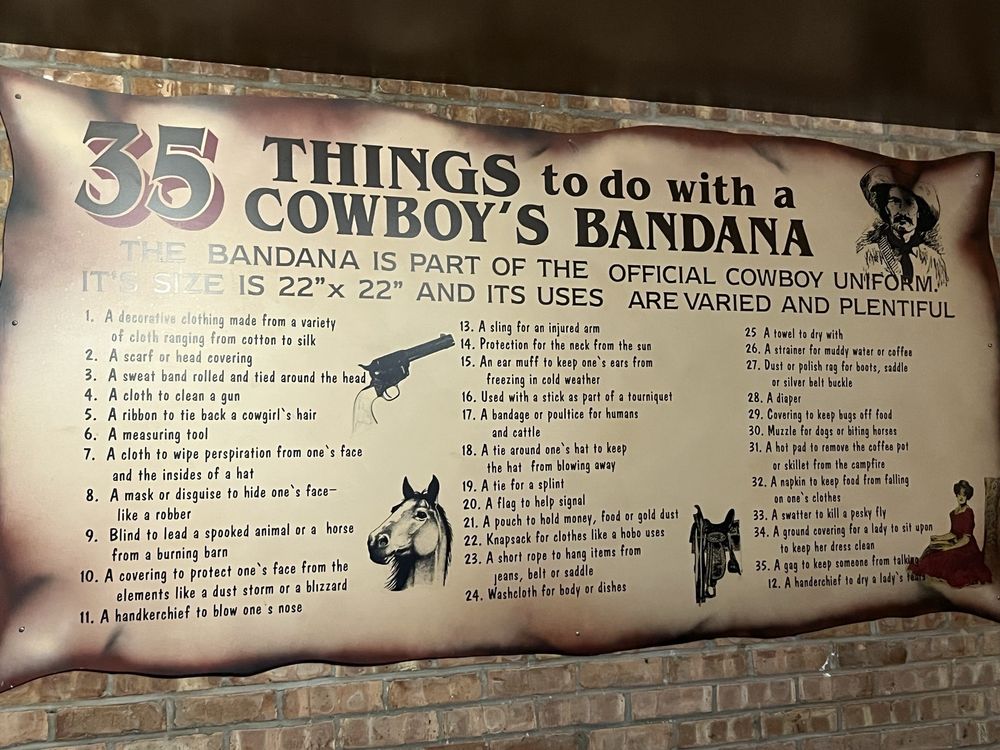 35 THINGS to do with a
COWBOY'S BANDANA
THE BANDANA IS PART OF THE OFFICIAL COWBOY UNIFORM.
IT'S SIZE IS 22"x 22" AND ITS USES ARE VARIED AND PLENTIFUL
1. A decorative clothing made from a variety
of cloth ranging from cotton to silk
2. A scarf or head covering
3. A sweat band rolled and tied around the head
4. A cloth to clean a gun
5. A ribbon to tie back a cowgirl`s hair
6. A measuring tool
7. A cloth to wipe perspiration from one`s face
and the insides of a hat
8. A mask or disguise to hide one`s face–
like a robber
9. Blind to lead a spooked animal or a horse
from a burning barn
10. A covering to protect one`s face from the
elements like a dust storm or a blizzard
11. A handkerchief to blow one`s nose
13. A sling for an injured arm
14. Protection for the neck from the sun
15. An ear muff to keep one`s ears from
freezing in cold weather
16. Used with a stick as part of a tourniquet
17. A bandage or poultice for humans
and cattle
18. A tie around one`s hat to keep
the hat from blowing away
19. A tie for a splint
20. A flag to help signal
21. A pouch to hold money, food or gold dust
22. Knapsack for clothes like a hobo uses
23. A short rope to hang items from
jeans, belt or saddle
24. Washcloth for body or dishes
25 A towel to dry with
26. A strainer for muddy water or coffee
27. Dust or polish rag for boots, saddle
or silver belt buckle
28. A diaper
29. Covering to keep bugs off food
30. Muzzle for dogs or biting horses
31. A hot pad to remove the coffee pot
or skillet from the campfire
32. A napkin to keep food from falling
on one`s clothes
33. A swatter to kill a pesky fly
34. A ground covering for a lady to sit upon
to keep her dress clean
35. A gag to keep someone from talking
12. A handerchief to dry a lady`s tears